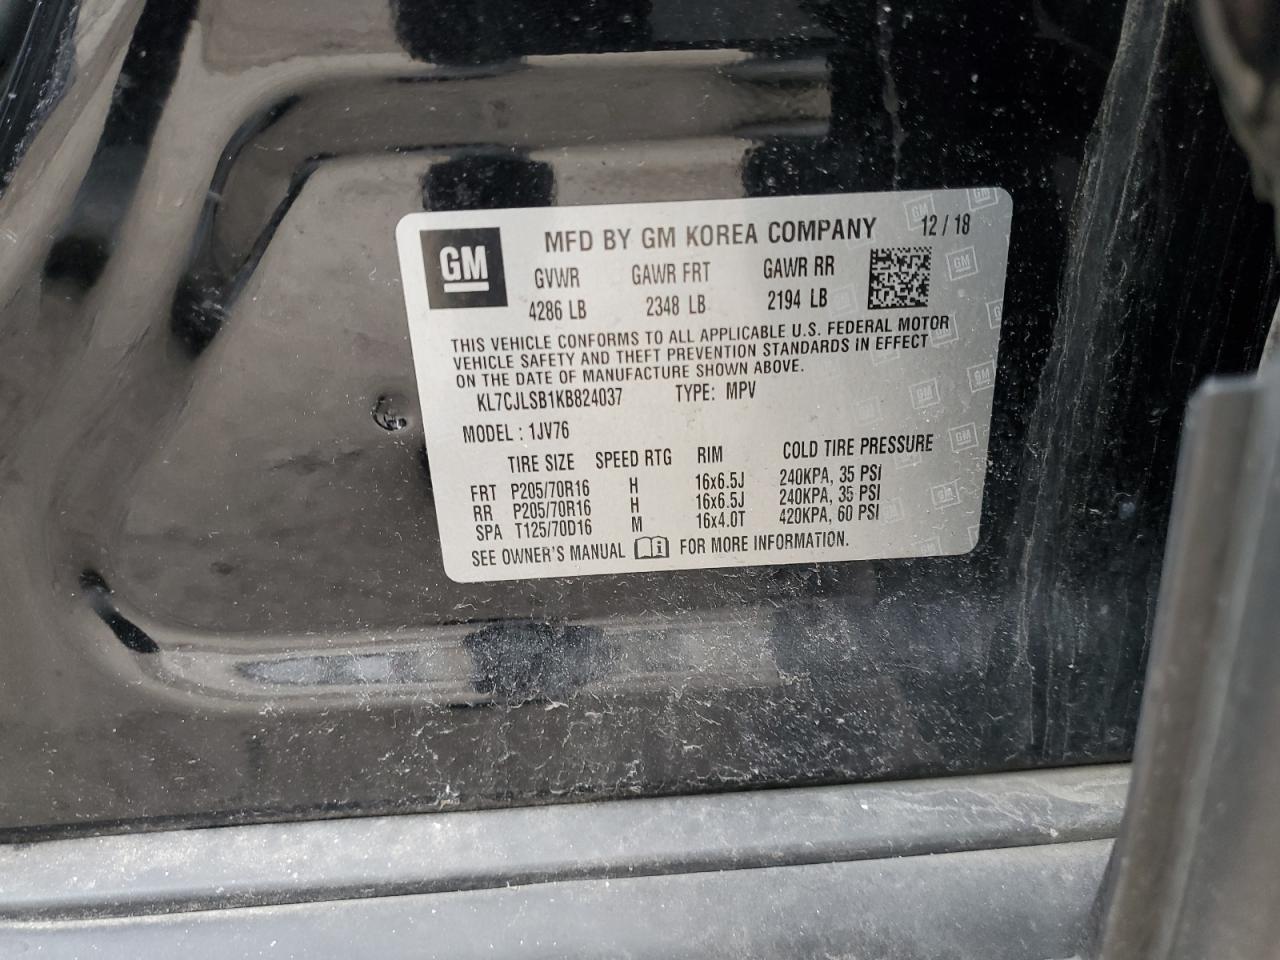 GM MFD BY GM KOREA COMPANY 12 / 18
GVWR GAWR FRT GAWR RR
4286 LB 2348 LB 2194 LB
THIS VEHICLE CONFORMS TO ALL APPLICABLE U.S. FEDERAL MOTOR
VEHICLE SAFETY AND THEFT PREVENTION STANDARDS IN EFFECT
ON THE DATE OF MANUFACTURE SHOWN ABOVE.
KL7CJLSB1KB824037 TYPE: MPV
MODEL : 1JV76
TIRE SIZE SPEED RTG RIM COLD TIRE PRESSURE
FRT P205/70R16 H 16x6.5J 240KPA, 35 PSI
RR P205/70R16 H 16x6.5J 240KPA, 35 PSI
SPA T125/70D16 M 16x4.0T 420KPA, 60 PSI
SEE OWNER'S MANUAL FOR MORE INFORMATION.